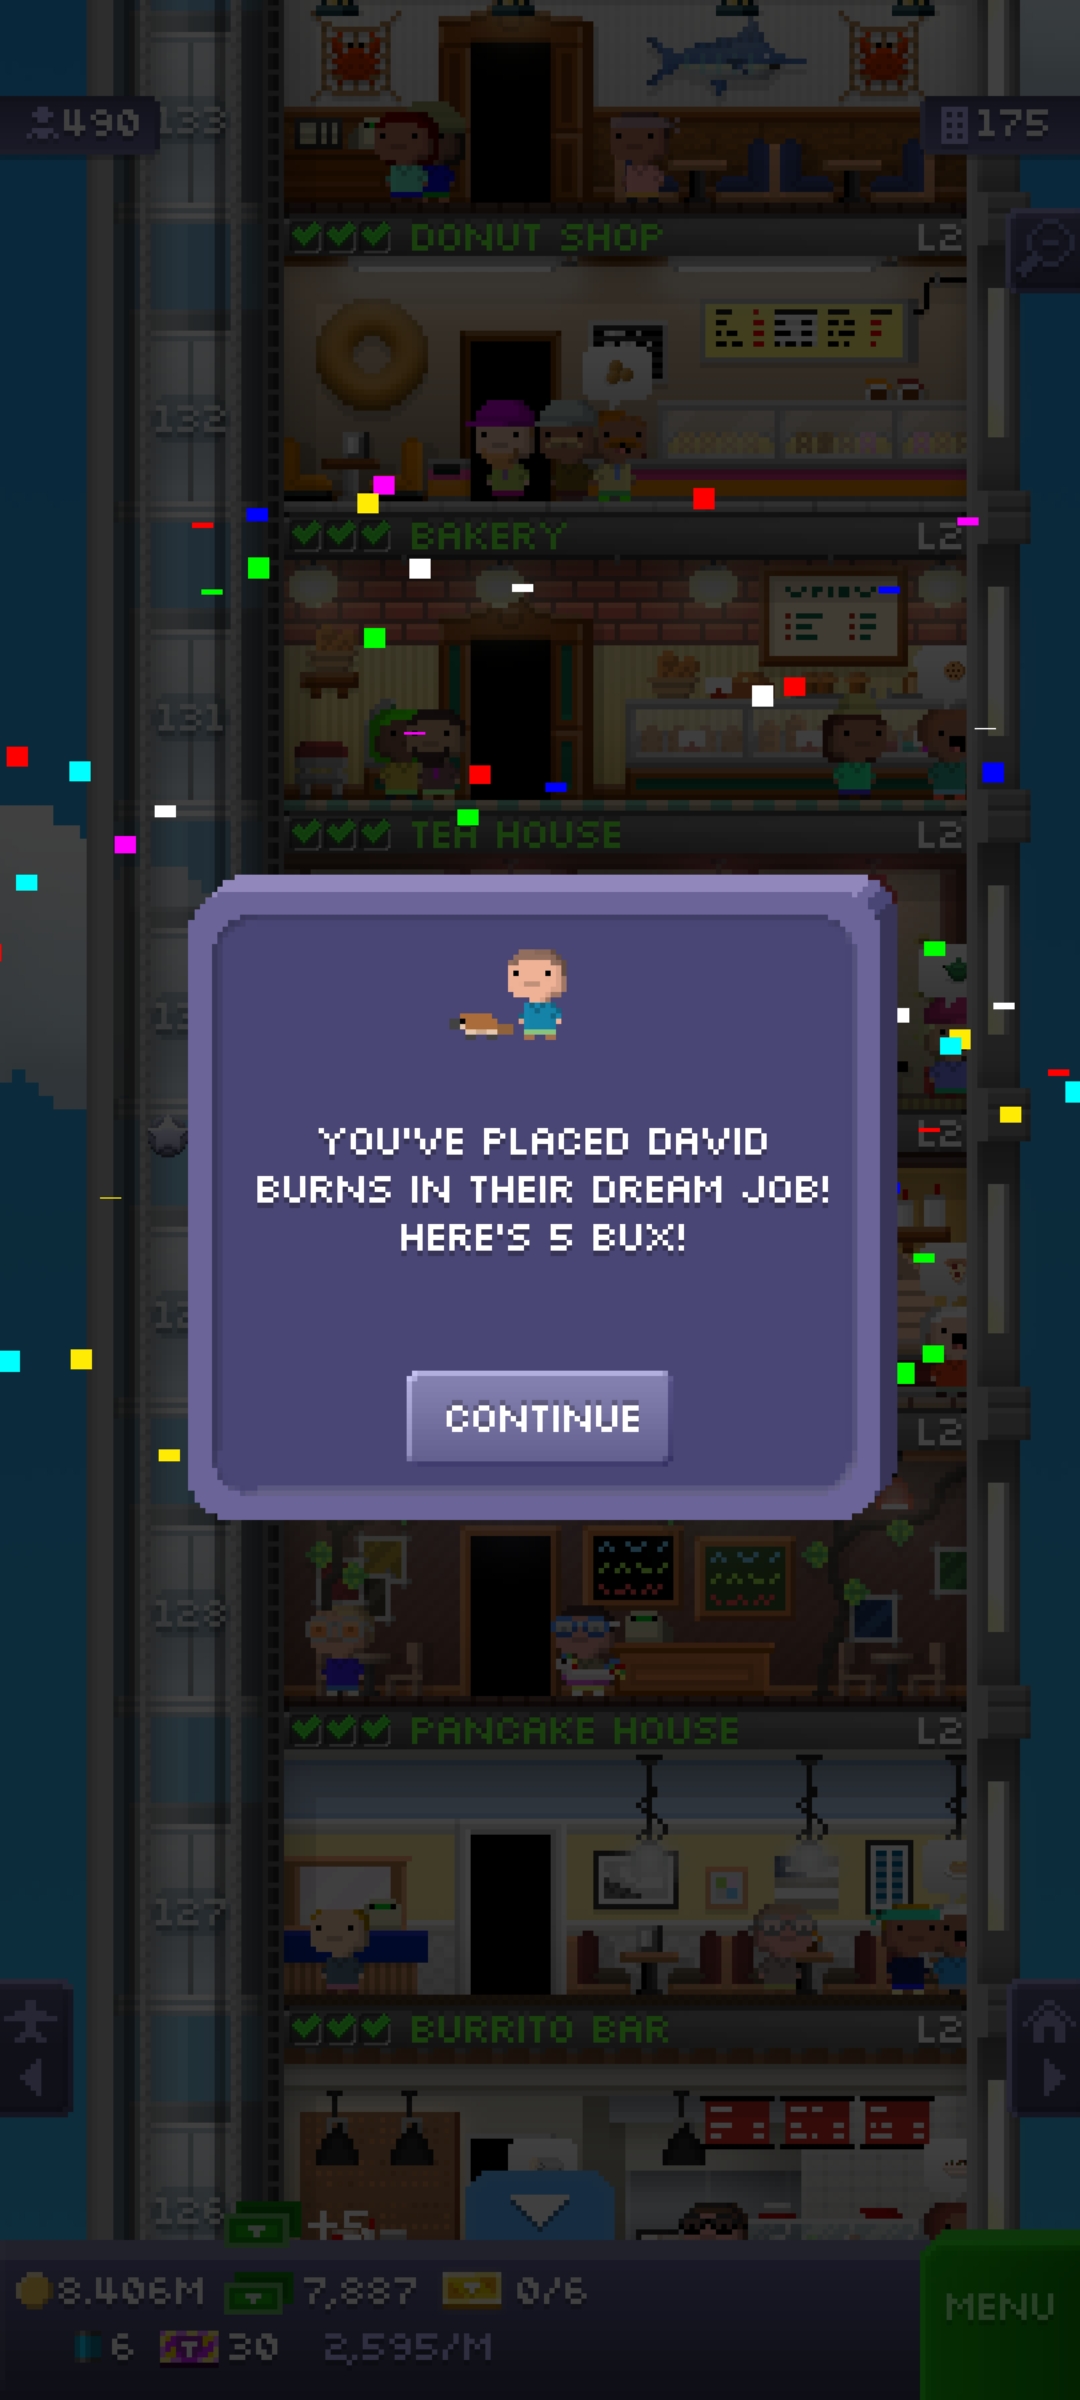 490
133
175
DONUT SHOP
L2
132
BAKERY
L2
131
TEA HOUSE
L2
L2
YOU'VE PLACED DAVID
BURNS IN THEIR DREAM JOB!
HERE'S 5 BUX!
CONTINUE
L2
128
PANCAKE HOUSE
L2
127
BURRITO BAR
L2
126
+5
8.406M
7,887
0/6
MENU
6
30
2,595/M